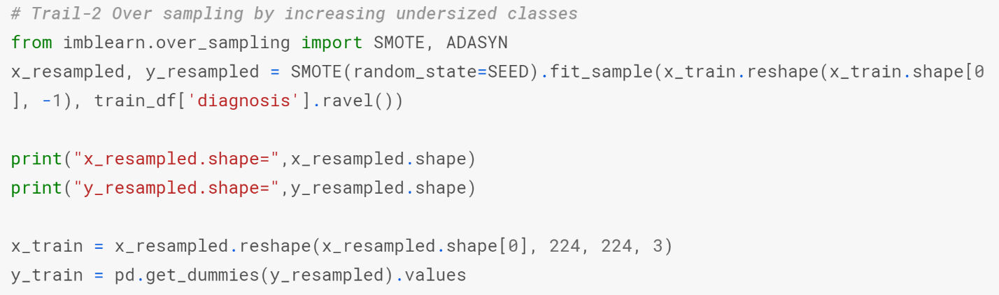 # Trail-2 Over sampling by increasing undersized classes
from imblearn.over_sampling import SMOTE, ADASYN
x_resampled, y_resampled = SMOTE(random_state=SEED).fit_sample(x_train.reshape(x_train.shape[0
], -1), train_df['diagnosis'].ravel())
print("x_resampled.shape=",x_resampled.shape)
print("y_resampled.shape=",y_resampled.shape)
x_train = x_resampled.reshape(x_resampled.shape[0], 224, 224, 3)
y_train = pd.get_dummies(y_resampled).values